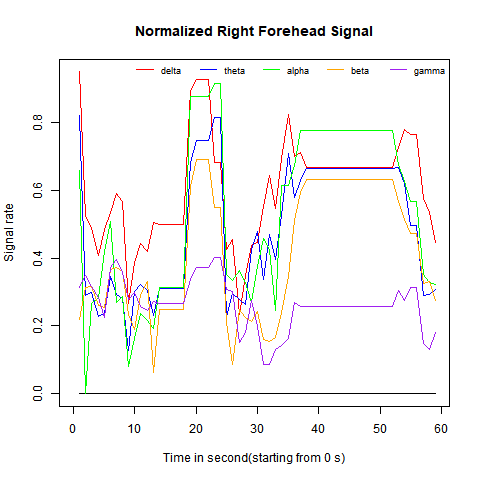 Normalized Right Forehead Signal
delta theta alpha beta gamma
Signal rate
0.8
0.6
0.4
0.2
0.0
0 10 20 30 40 50 60
Time in second(starting from 0 s)